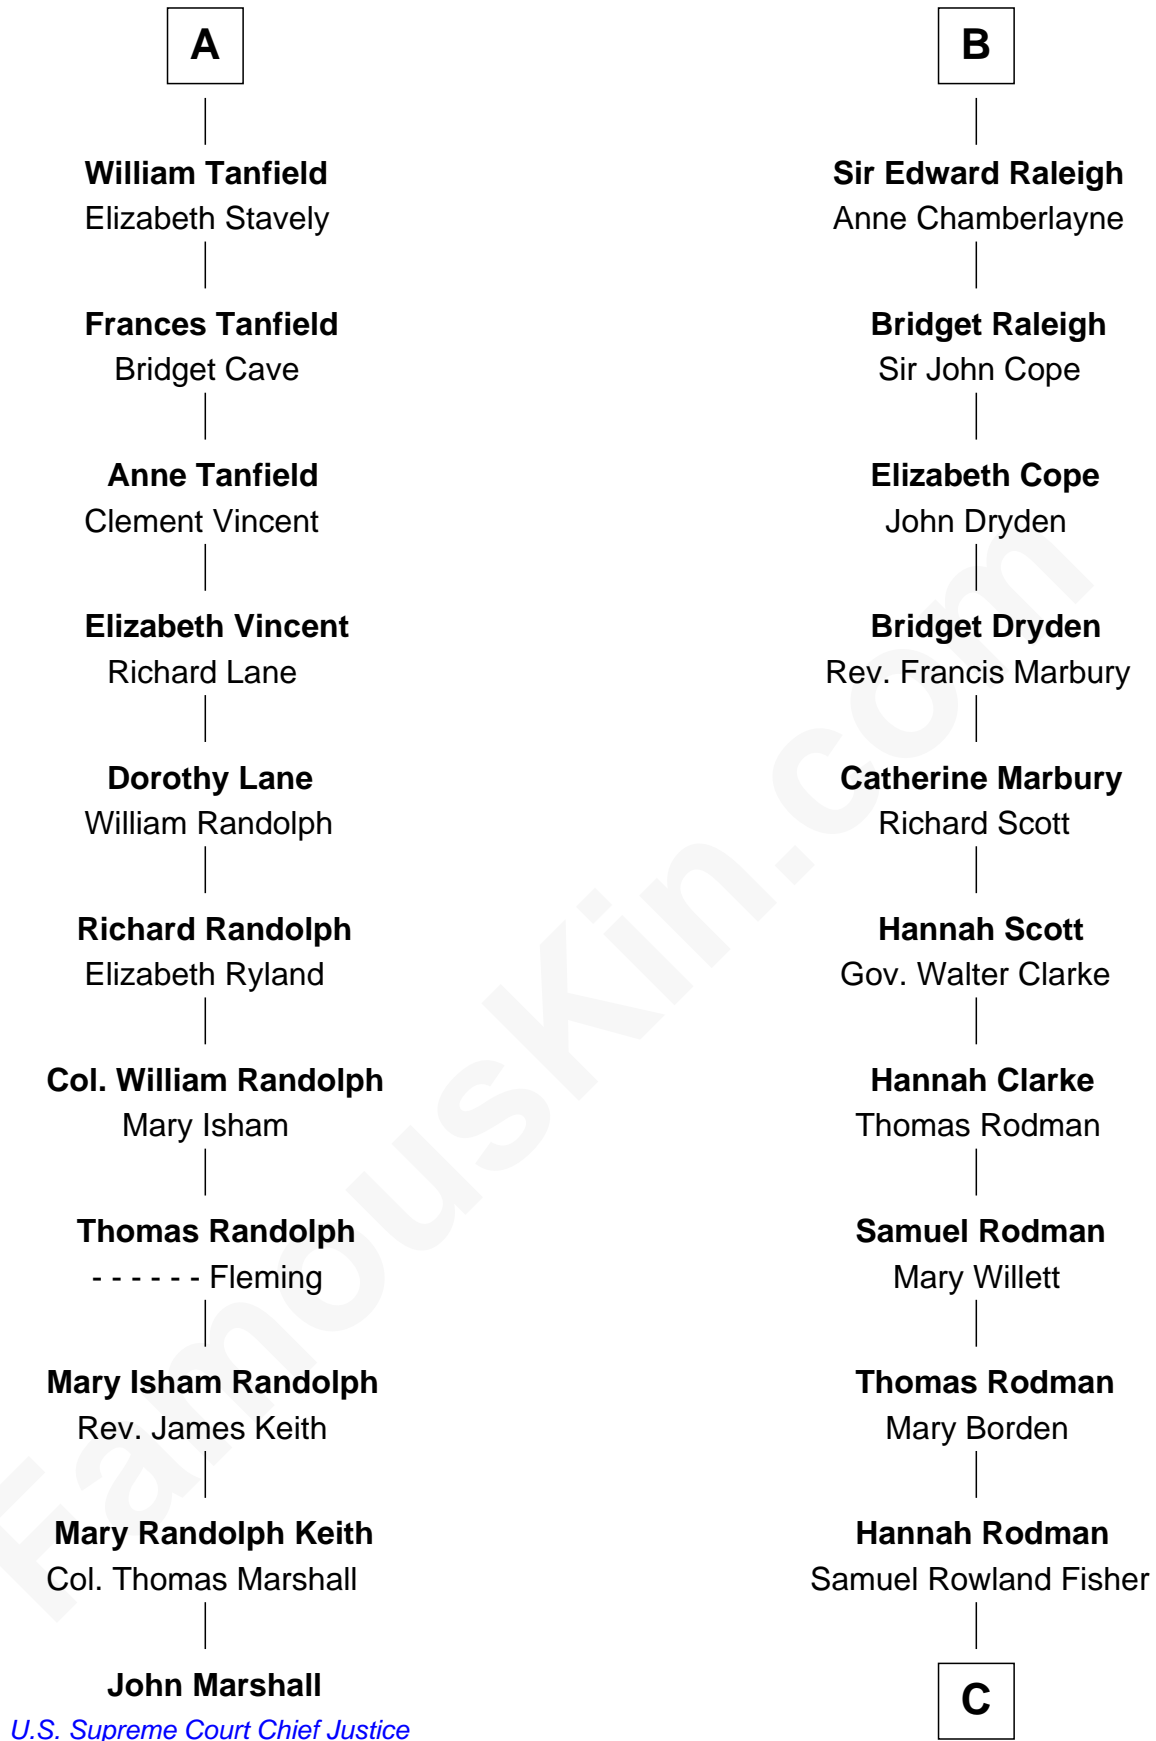 A
William Tanfield
Elizabeth Stavely
Frances Tanfield
Bridget Cave
Anne Tanfield
Clement Vincent
Elizabeth Vincent
Richard Lane
Dorothy Lane
William Randolph
Richard Randolph
Elizabeth Ryland
Col. William Randolph
Mary Isham
Thomas Randolph
- - - - - - Fleming
Mary Isham Randolph
Rev. James Keith
Mary Randolph Keith
Col. Thomas Marshall
John Marshall
U.S. Supreme Court Chief Justice
B
Sir Edward Raleigh
Anne Chamberlayne
Bridget Raleigh
Sir John Cope
Elizabeth Cope
John Dryden
Bridget Dryden
Rev. Francis Marbury
Catherine Marbury
Richard Scott
Hannah Scott
Gov. Walter Clarke
Hannah Clarke
Thomas Rodman
Samuel Rodman
Mary Willett
Thomas Rodman
Mary Borden
Hannah Rodman
Samuel Rowland Fisher
C
FamousKin.com